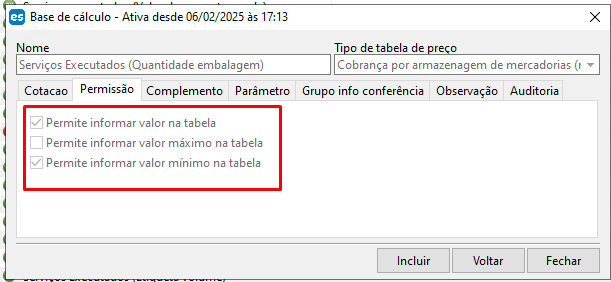 es Base de cálculo - Ativa desde 06/02/2025 às 17:13
Nome
Tipo de tabela de preço
Serviços Executados (Quantidade embalagem)
Cobrança por armazenagem de mercadorias (r
Cotacao Permissão Complemento Parâmetro Grupo info conferência Observação Auditoria
Permite informar valor na tabela
Permite informar valor máximo na tabela
Permite informar valor mínimo na tabela
Incluir Voltar Fechar